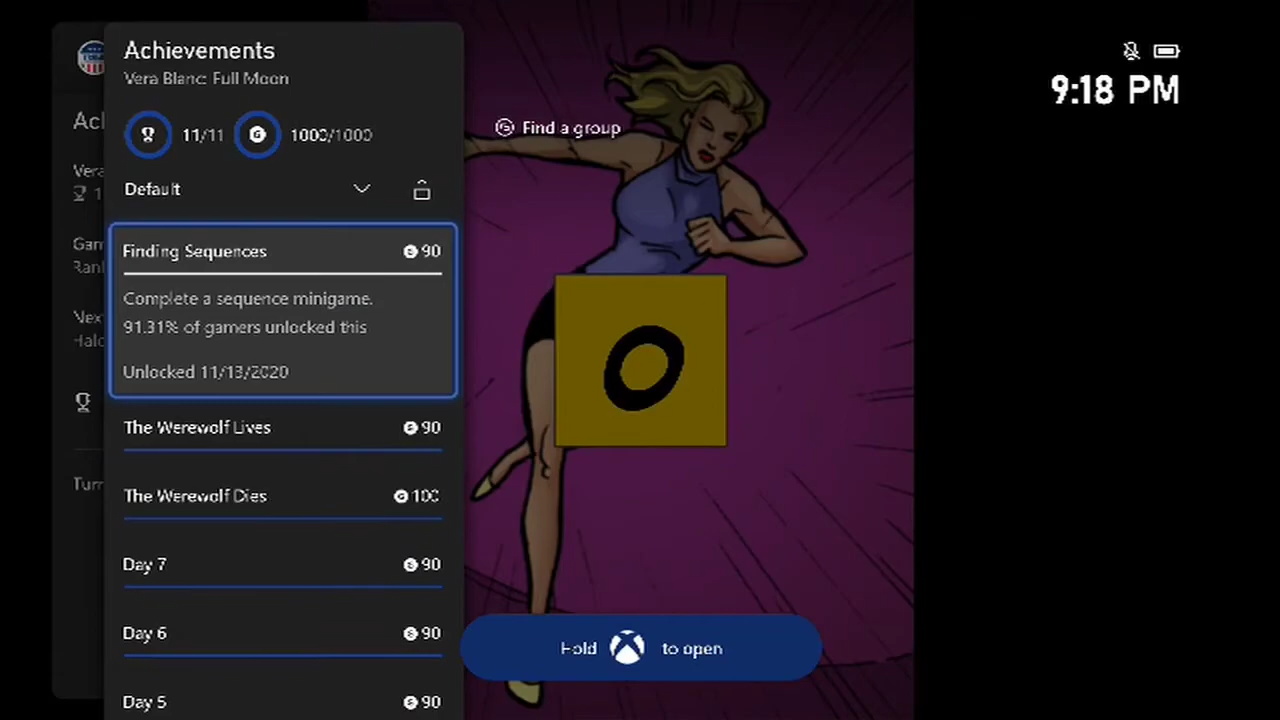 Achievements
Vera Blanc: Full Moon
11/11 G 1000/1000
Default
Finding Sequences G 90
Complete a sequence minigame.
91.31% of gamers unlocked this
Unlocked 11/13/2020
The Werewolf Lives G 90
The Werewolf Dies G 100
Day 7 G 90
Day 6 G 90
Day 5 G 90
Find a group
O
Hold to open
9:18 PM